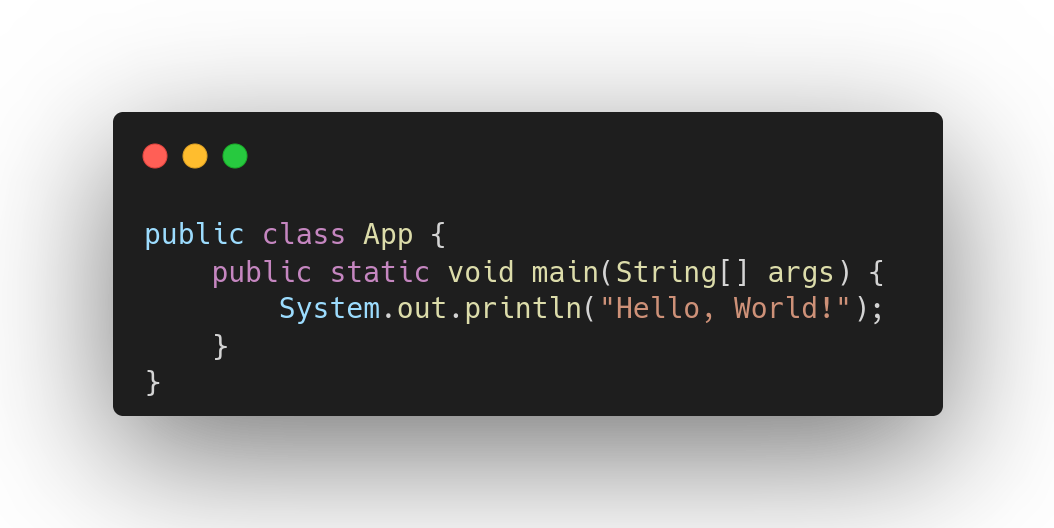 public class App {
    public static void main(String[] args) {
        System.out.println("Hello, World!");
    }
}